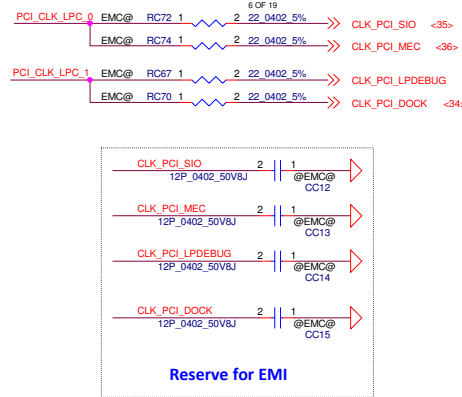 6 OF 19
PCI_CLK_LPC_0 EMC@ RC72 1 2 22_0402_5% CLK_PCI_SIO <35>
EMC@ RC74 1 2 22_0402_5% CLK_PCI_MEC <36>
PCI_CLK_LPC_1 EMC@ RC67 1 2 22_0402_5% CLK_PCI_LPDEBUG
EMC@ RC70 1 2 22_0402_5% CLK_PCI_DOCK <34>
CLK_PCI_SIO 2 1
12P_0402_50V8J @EMC@
CC12
CLK_PCI_MEC 2 1
12P_0402_50V8J @EMC@
CC13
CLK_PCI_LPDEBUG 2 1
12P_0402_50V8J @EMC@
CC14
CLK_PCI_DOCK 2 1
12P_0402_50V8J @EMC@
CC15
Reserve for EMI